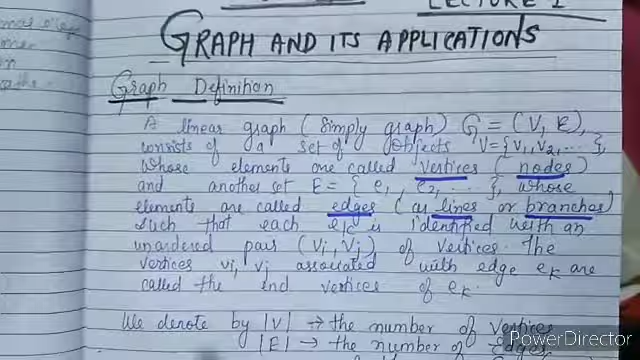 LECTURE 1
GRAPH AND ITS APPLICATIONS
Graph Definition
A linear graph (Simply graph) G = (V, E),
consists of a set of objects V={v1, v2, ...},
whose elements are called vertices (nodes)
and another set E = {e1, e2, ...}, whose
elements are called edges (or lines or branches)
such that each eK is identified with an
unordered pair (vi, vj) of vertices. The
vertices vi, vj associated with edge eK are
called the end vertices of eK.
We denote by |V| → the number of vertices
|E| → the number of edges
PowerDirector